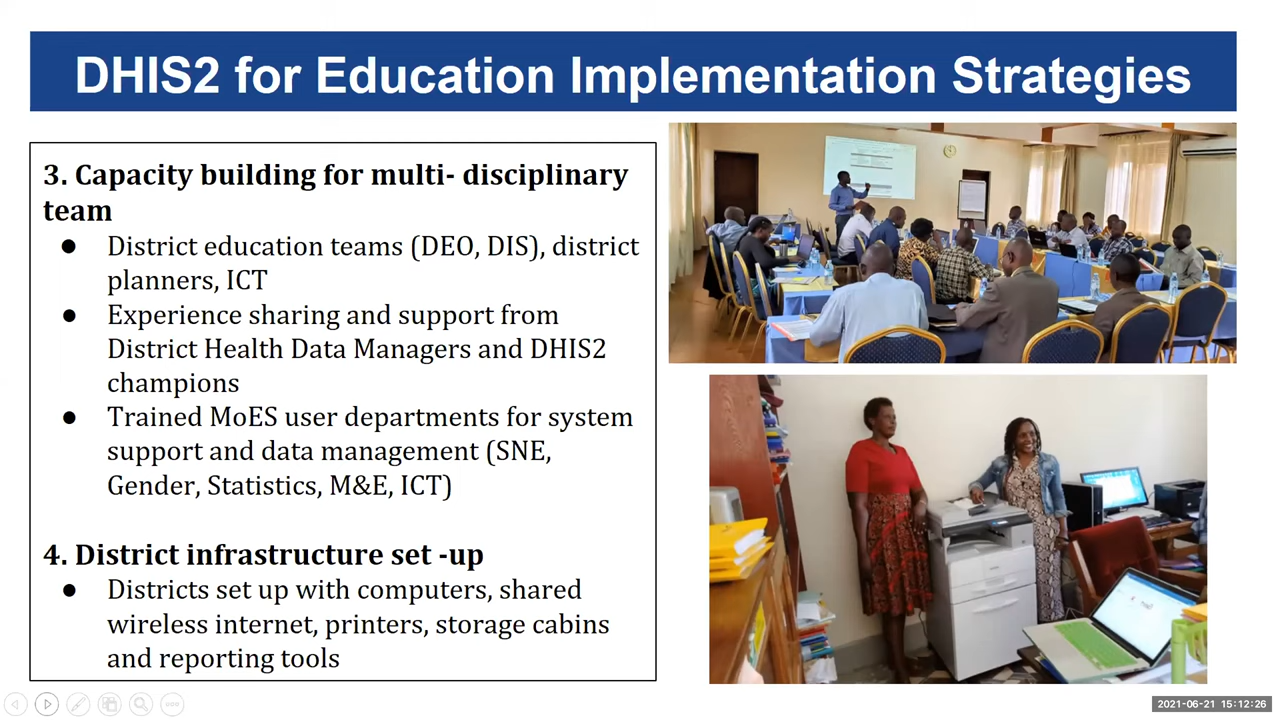 DHIS2 for Education Implementation Strategies
3. Capacity building for multi- disciplinary
team
● District education teams (DEO, DIS), district
planners, ICT
● Experience sharing and support from
District Health Data Managers and DHIS2
champions
● Trained MoES user departments for system
support and data management (SNE,
Gender, Statistics, M&E, ICT)
4. District infrastructure set -up
● Districts set up with computers, shared
wireless internet, printers, storage cabins
and reporting tools
2021-06-21 15:12:26